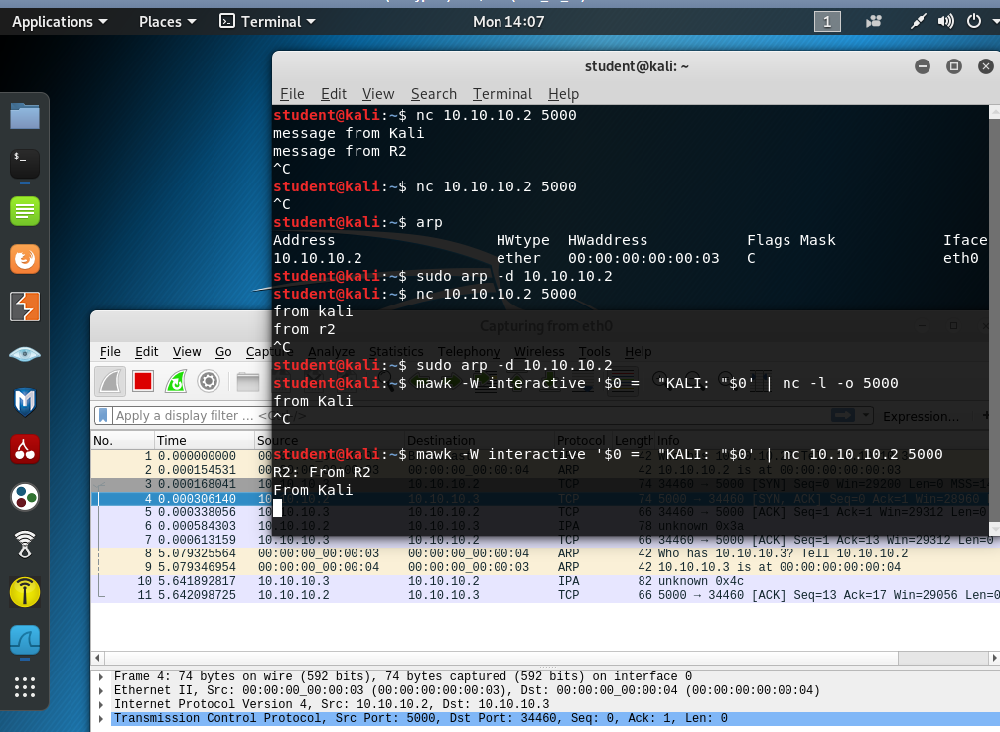 Applications Places Terminal Mon 14:07 1
student@kali: ~
File Edit View Search Terminal Help
student@kali:~$ nc 10.10.10.2 5000
message from Kali
message from R2
^C
student@kali:~$ nc 10.10.10.2 5000
^C
student@kali:~$ arp
Address HWtype HWaddress Flags Mask Iface
10.10.10.2 ether 00:00:00:00:00:03 C eth0
student@kali:~$ sudo arp -d 10.10.10.2
student@kali:~$ nc 10.10.10.2 5000
from kali
from r2
^C
student@kali:~$ sudo arp -d 10.10.10.2
student@kali:~$ mawk -W interactive '$0 =  "KALI: "$0' | nc -l -o 5000
from Kali
^C
student@kali:~$ mawk -W interactive '$0 =  "KALI: "$0' | nc 10.10.10.2 5000
R2: From R2
From Kali
Capturing from eth0
File Edit View Go Capture Analyze Statistics Telephony Wireless Tools Help
Apply a display filter ... Expression...
No. Time Source Destination Protocol Length Info
1 0.000000000
2 0.000154531 00:00:00_00:00:04 ARP 42 10.10.10.2 is at 00:00:00:00:00:03
3 0.000168041 10.10.10.3 10.10.10.2 TCP 74 34460 → 5000 [SYN] Seq=0 Win=29200 Len=0 MSS=1
4 0.000306140 10.10.10.2 10.10.10.3 TCP 74 5000 → 34460 [SYN, ACK] Seq=0 Ack=1 Win=28960
5 0.000338056 10.10.10.3 10.10.10.2 TCP 66 34460 → 5000 [ACK] Seq=1 Ack=1 Win=29312 Len=0
6 0.000584303 10.10.10.2 10.10.10.3 IPA 78 unknown 0x3a
7 0.000613159 10.10.10.3 10.10.10.2 TCP 66 34460 → 5000 [ACK] Seq=1 Ack=13 Win=29312 Len=0
8 5.079325564 00:00:00_00:00:03 00:00:00_00:00:04 ARP 42 Who has 10.10.10.3? Tell 10.10.10.2
9 5.079346954 00:00:00_00:00:04 00:00:00_00:00:03 ARP 42 10.10.10.3 is at 00:00:00:00:00:04
10 5.641892817 10.10.10.3 10.10.10.2 IPA 82 unknown 0x4c
11 5.642098725 10.10.10.2 10.10.10.3 TCP 66 5000 → 34460 [ACK] Seq=13 Ack=17 Win=29056 Len=0
Frame 4: 74 bytes on wire (592 bits), 74 bytes captured (592 bits) on interface 0
Ethernet II, Src: 00:00:00_00:00:03 (00:00:00:00:00:03), Dst: 00:00:00_00:00:04 (00:00:00:00:00:04)
Internet Protocol Version 4, Src: 10.10.10.2, Dst: 10.10.10.3
Transmission Control Protocol, Src Port: 5000, Dst Port: 34460, Seq: 0, Ack: 1, Len: 0